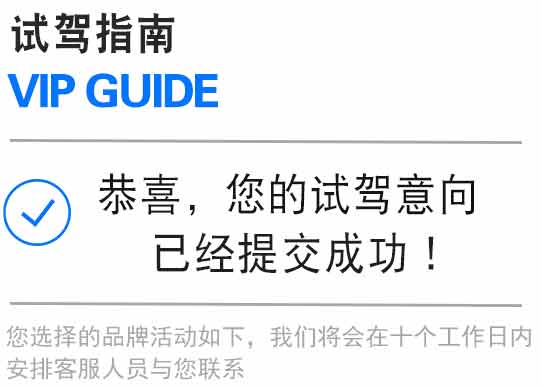 试驾指南
VIP GUIDE
恭喜，您的试驾意向
已经提交成功！
您选择的品牌活动如下，我们将会在十个工作日内
安排客服人员与您联系